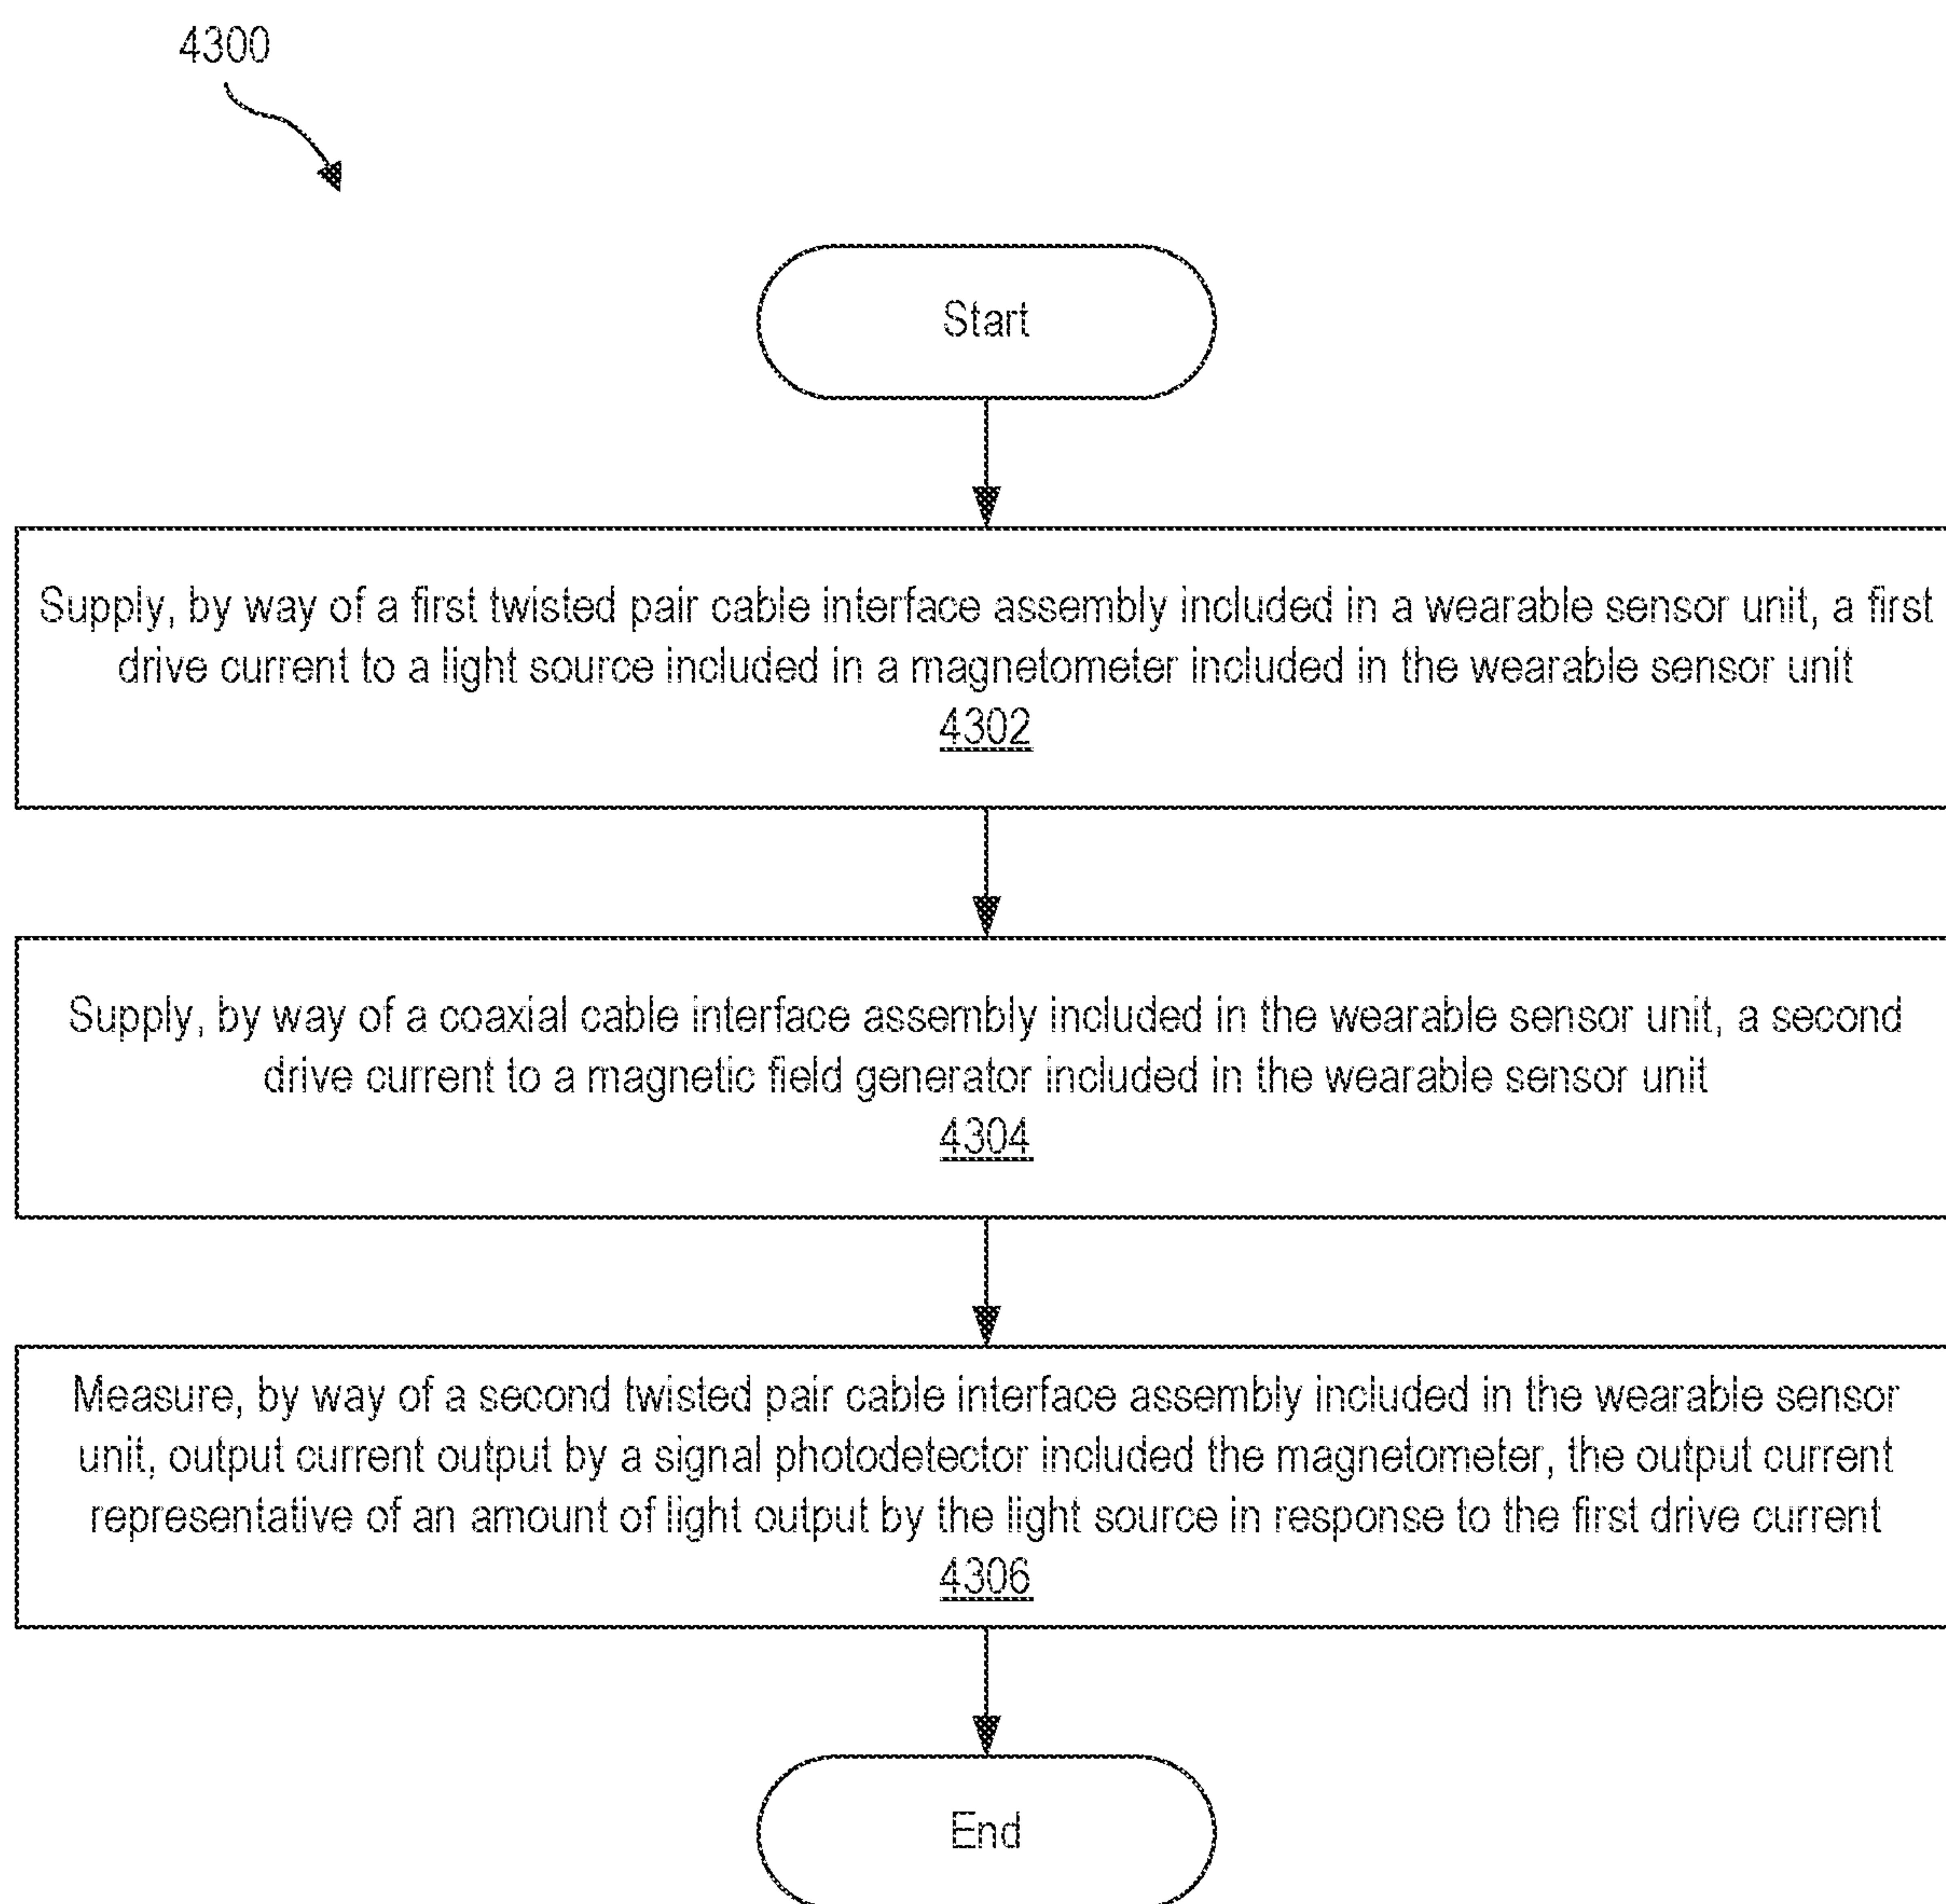 4300
Start
Supply, by way of a first twisted pair cable interface assembly included in a wearable sensor unit, a first
drive current to a light source included in a magnetometer included in the wearable sensor unit
4302
Supply, by way of a coaxial cable interface assembly included in the wearable sensor unit, a second
drive current to a magnetic field generator included in the wearable sensor unit
4304
Measure, by way of a second twisted pair cable interface assembly included in the wearable sensor
unit, output current output by a signal photodetector included the magnetometer, the output current
representative of an amount of light output by the light source in response to the first drive current
4306
End